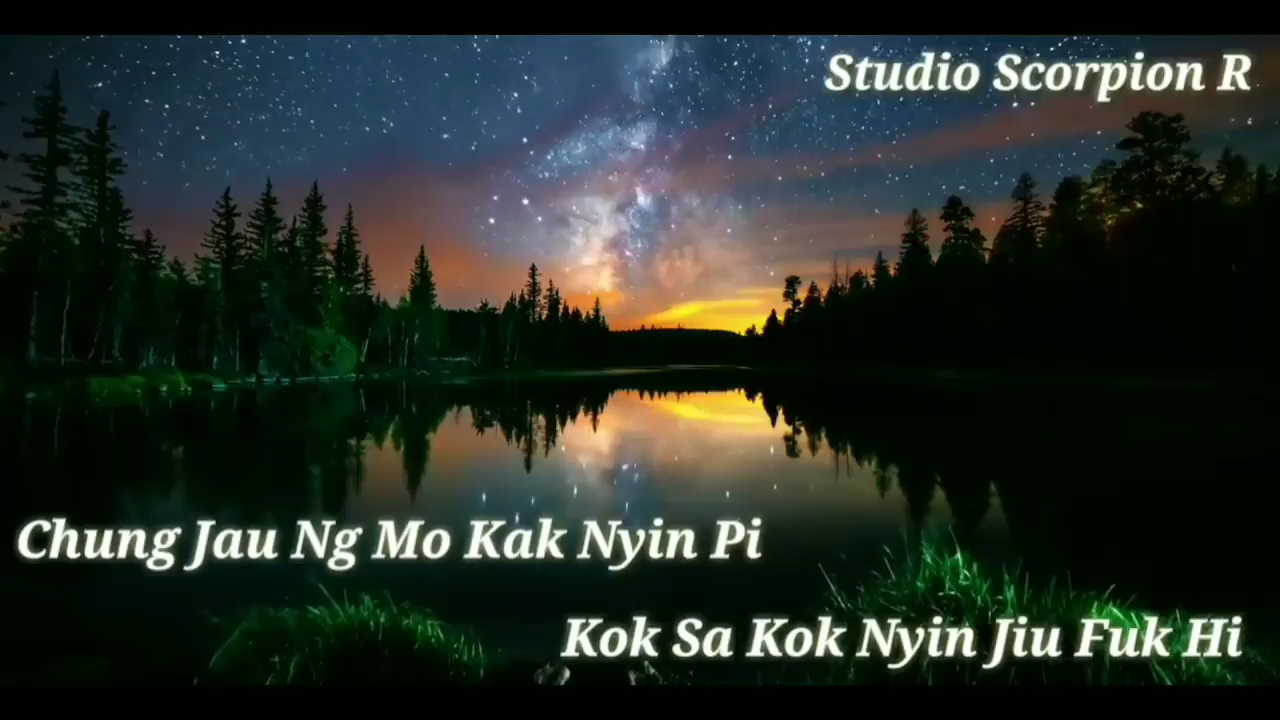 Studio Scorpion R
Chung Jau Ng Mo Kak Nyin Pi
Kok Sa Kok Nyin Jiu Fuk Hi